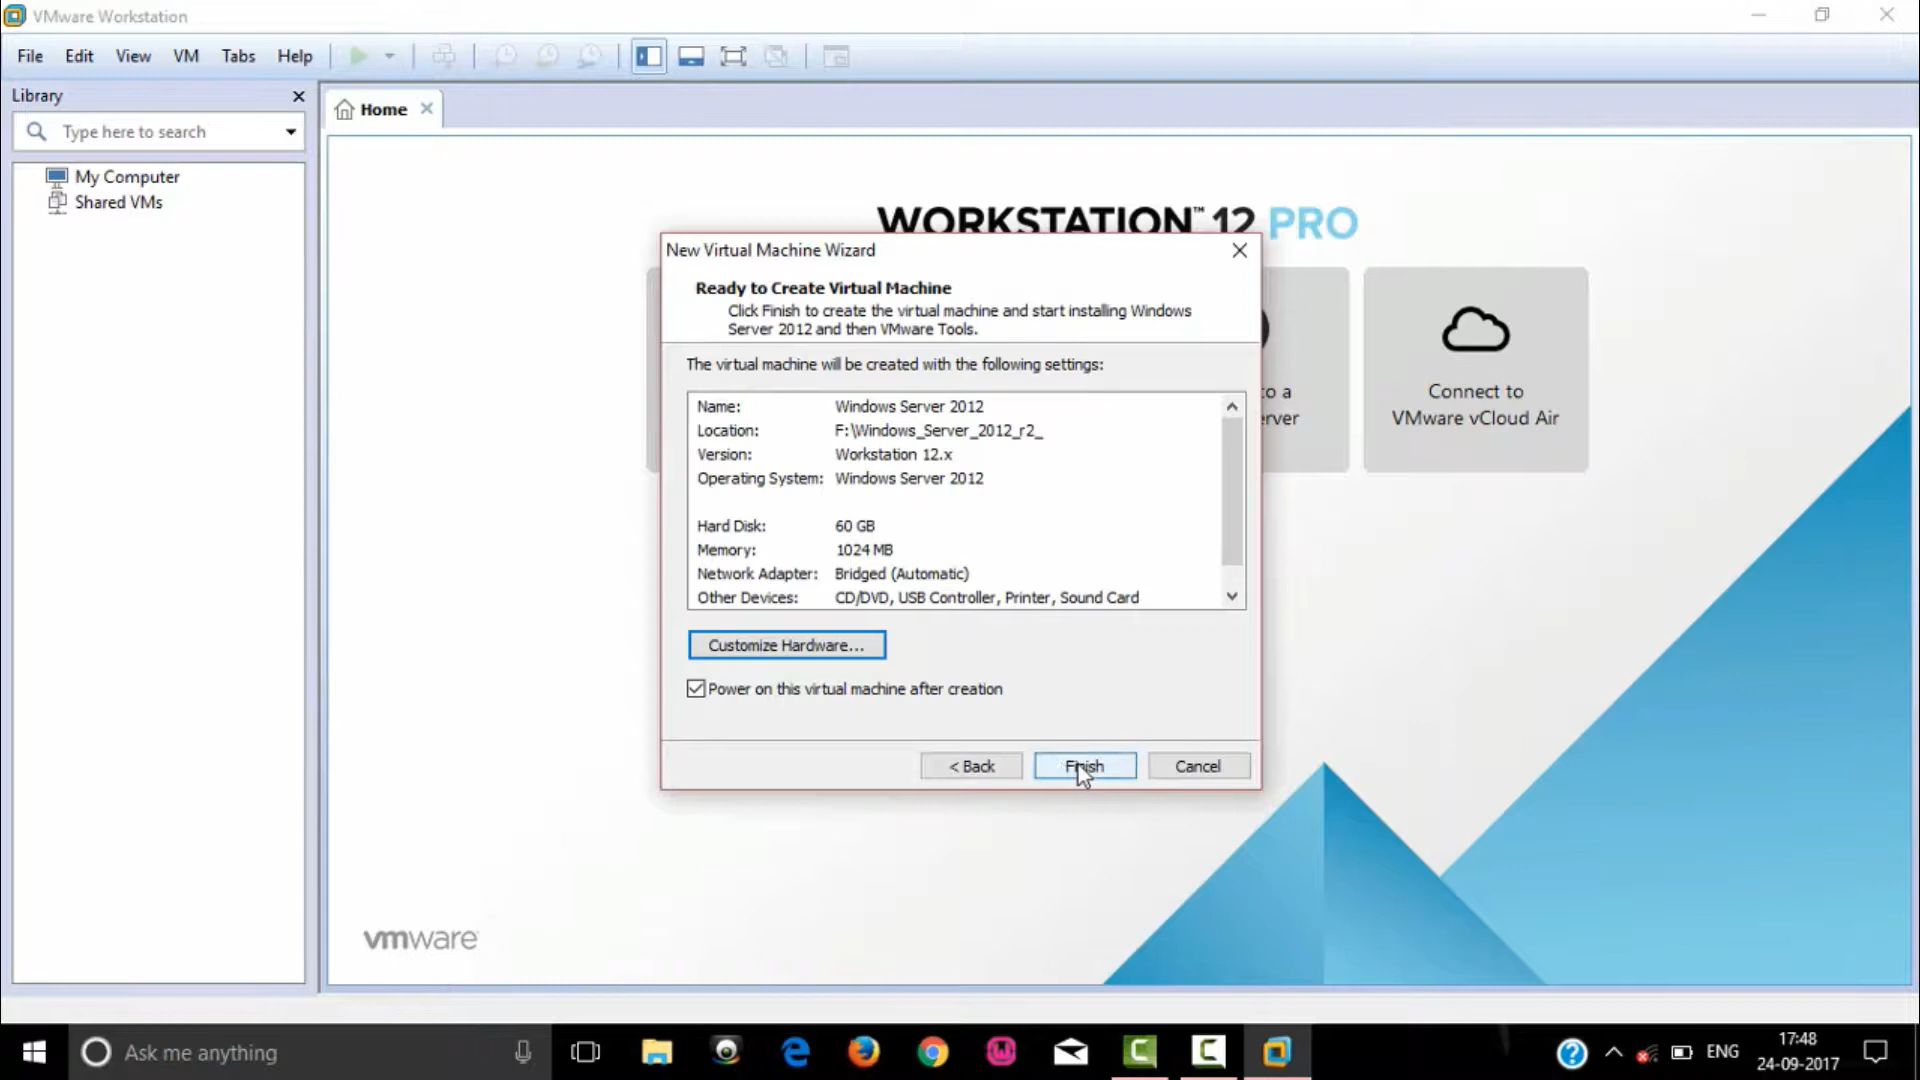 VMware Workstation
File Edit View VM Tabs Help
Library
Home
Type here to search
My Computer
Shared VMs
WORKSTATION™ 12 PRO
New Virtual Machine Wizard
Ready to Create Virtual Machine
Click Finish to create the virtual machine and start installing Windows
Server 2012 and then VMware Tools.
The virtual machine will be created with the following settings:
Name: Windows Server 2012
Location: F:\Windows_Server_2012_r2_
Version: Workstation 12.x
Operating System: Windows Server 2012
Hard Disk: 60 GB
Memory: 1024 MB
Network Adapter: Bridged (Automatic)
Other Devices: CD/DVD, USB Controller, Printer, Sound Card
Customize Hardware...
Power on this virtual machine after creation
< Back Finish Cancel
to a
erver
Connect to
VMware vCloud Air
vmware
Ask me anything
ENG
17:48
24-09-2017